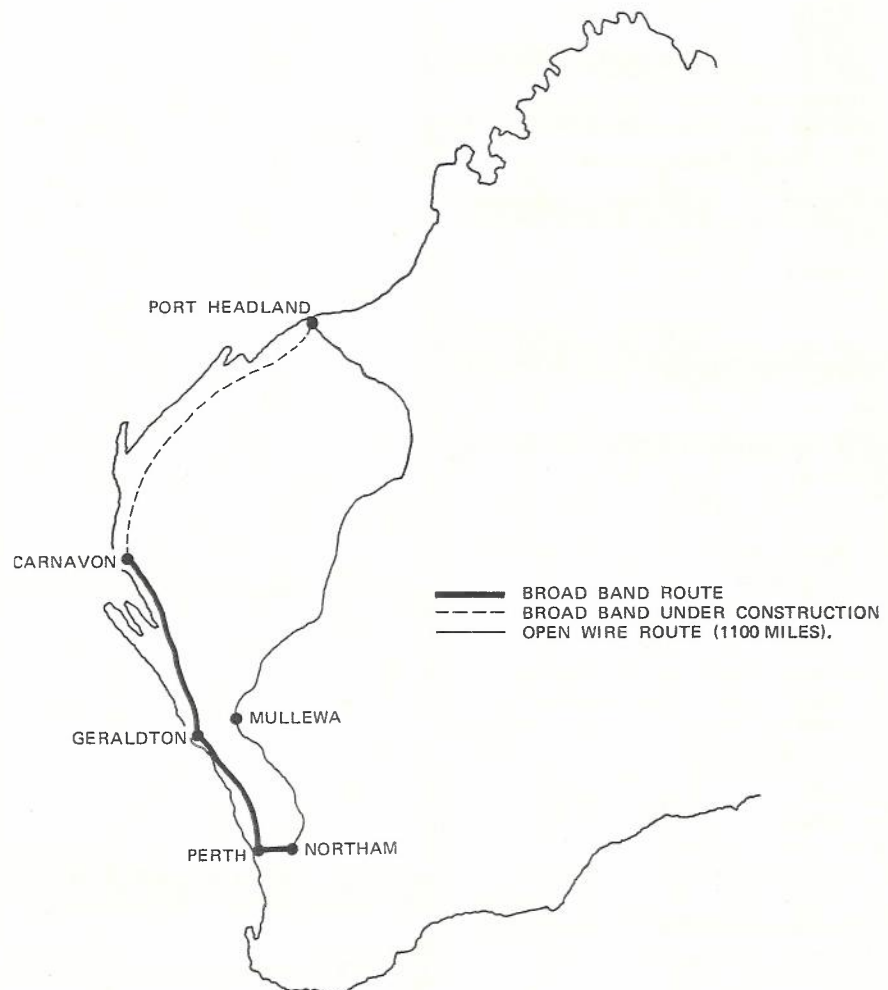 PORT HEADLAND
CARNAVON
BROAD BAND ROUTE
BROAD BAND UNDER CONSTRUCTION
OPEN WIRE ROUTE (1100 MILES).
MULLEWA
GERALDTON
PERTH
NORTHAM